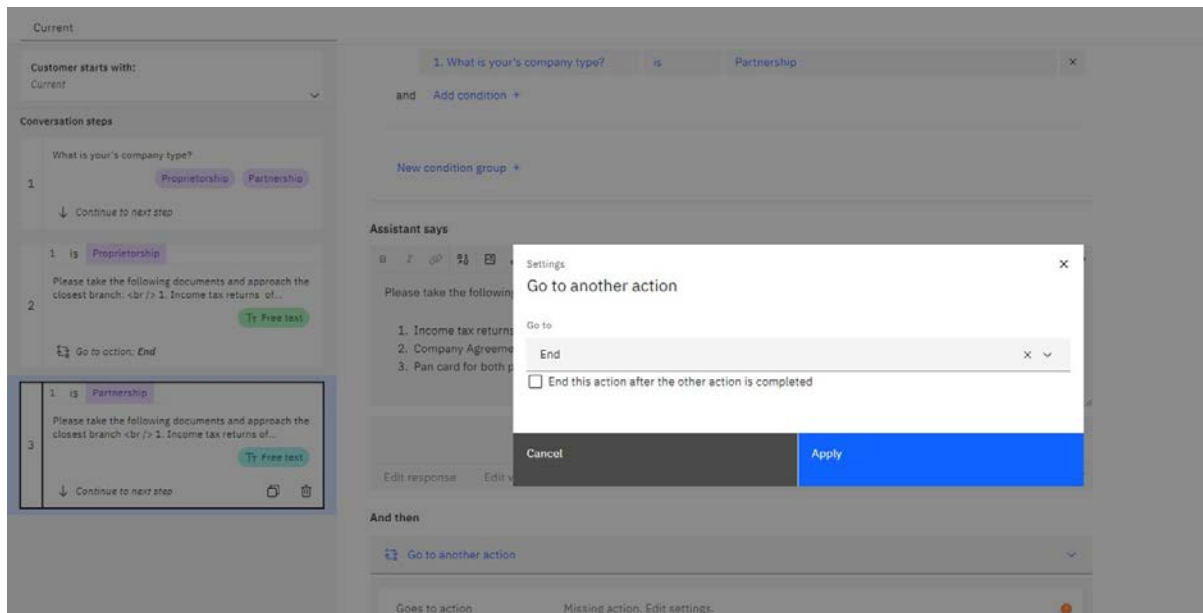 Current
Customer starts with:
Current
Conversation steps
1
What is your's company type?
Proprietorship Partnership
Continue to next step
2
1 is Proprietorship
Please take the following documents and approach the
closest branch: <br /> 1. Income tax returns of...
Free text
Go to action: End
3
1 is Partnership
Please take the following documents and approach the
closest branch <br /> 1. Income tax returns of...
Free text
Continue to next step
1. What is your's company type? is Partnership
and Add condition +
New condition group +
Assistant says
B I
Please take the following
1. Income tax returns
2. Company Agreeme
3. Pan card for both p
Edit response Edit v
Settings
Go to another action
Go to
End
End this action after the other action is completed
Cancel Apply
And then
Go to another action
Goes to action Missing action. Edit settings.